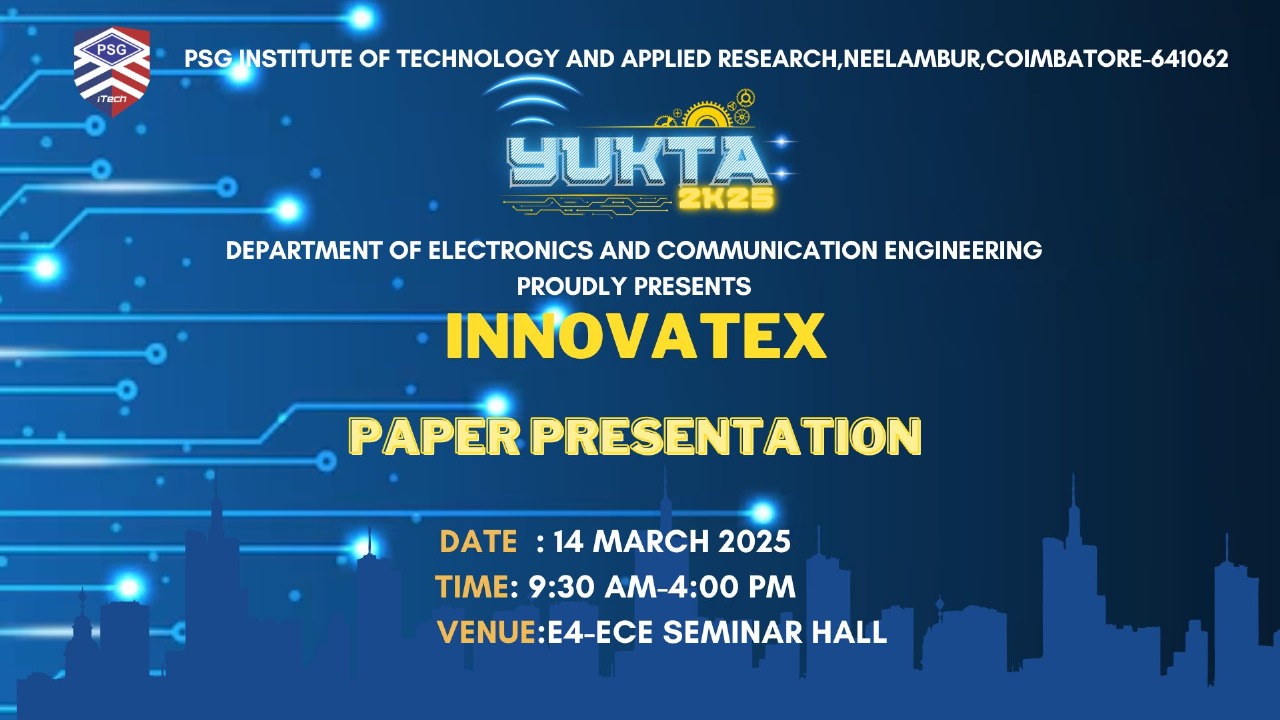 PSG
iTech
PSG INSTITUTE OF TECHNOLOGY AND APPLIED RESEARCH,NEELAMBUR,COIMBATORE-641062
YUKTA
2K25
DEPARTMENT OF ELECTRONICS AND COMMUNICATION ENGINEERING
PROUDLY PRESENTS
INNOVATEX
PAPER PRESENTATION
DATE : 14 MARCH 2025
TIME: 9:30 AM-4:00 PM
VENUE:E4-ECE SEMINAR HALL